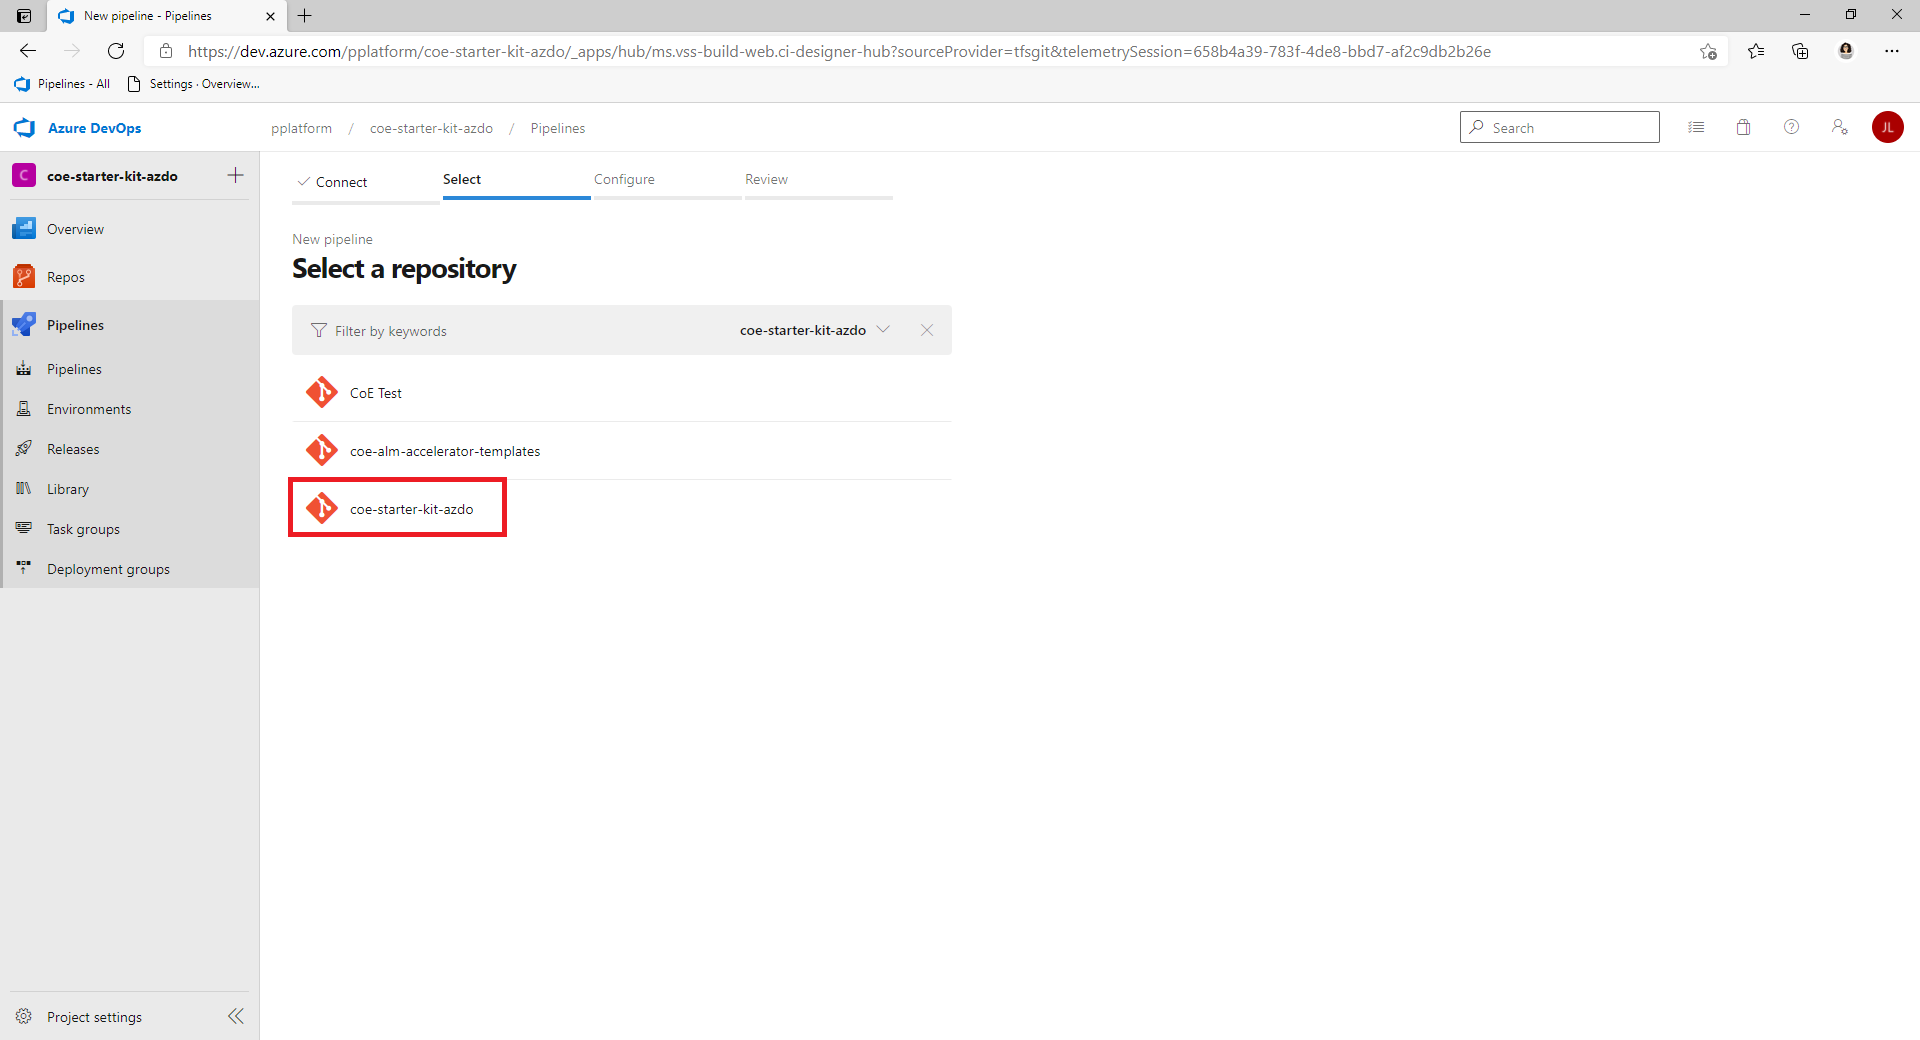 New pipeline - Pipelines
https://dev.azure.com/pplatform/coe-starter-kit-azdo/_apps/hub/ms.vss-build-web.ci-designer-hub?sourceProvider=tfsgit&telemetrySession=658b4a39-783f-4de8-bbd7-af2c9db2b26e
Pipelines - All
Settings · Overview...
Azure DevOps
pplatform / coe-starter-kit-azdo / Pipelines
Search
JL
C coe-starter-kit-azdo
Overview
Repos
Pipelines
Pipelines
Environments
Releases
Library
Task groups
Deployment groups
Project settings
Connect
Select
Configure
Review
New pipeline
Select a repository
Filter by keywords
coe-starter-kit-azdo
CoE Test
coe-alm-accelerator-templates
coe-starter-kit-azdo